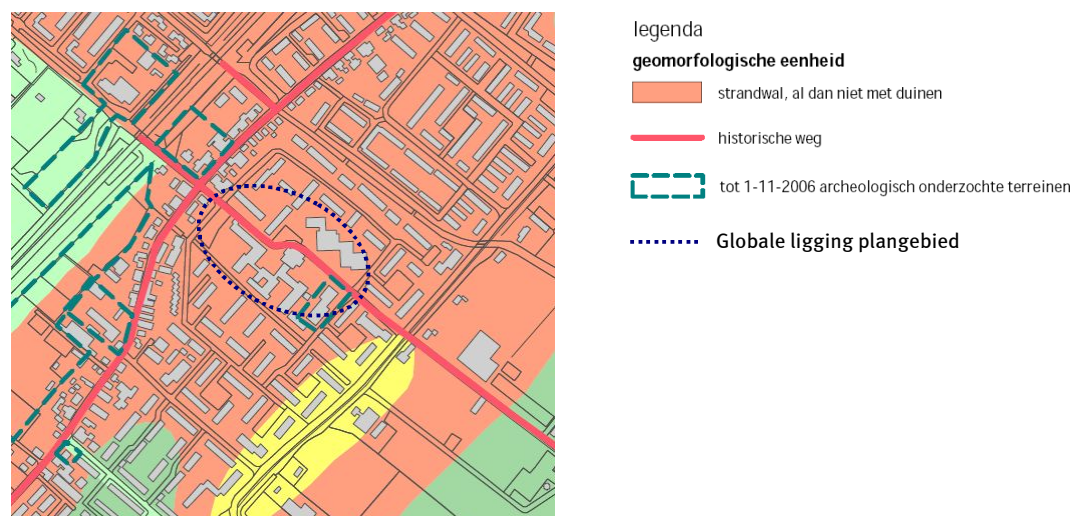 legenda
geomorfologische eenheid
strandwal, al dan niet met duinen
historische weg
tot 1-11-2006 archeologisch onderzochte terreinen
Globale ligging plangebied